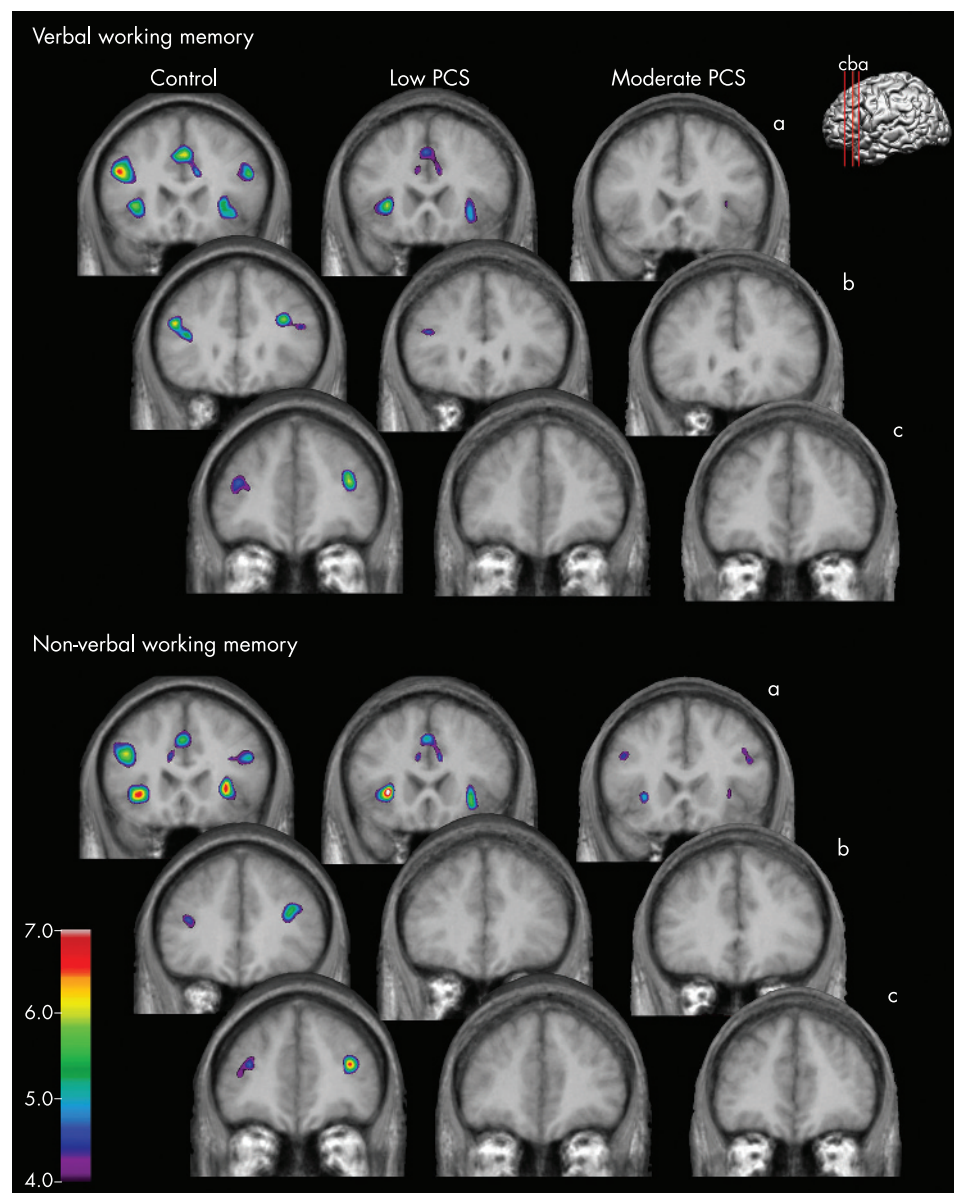 Verbal working memory
Control
Low PCS
Moderate PCS
cba
a
b
c
Non-verbal working memory
a
b
c
7.0
6.0
5.0
4.0